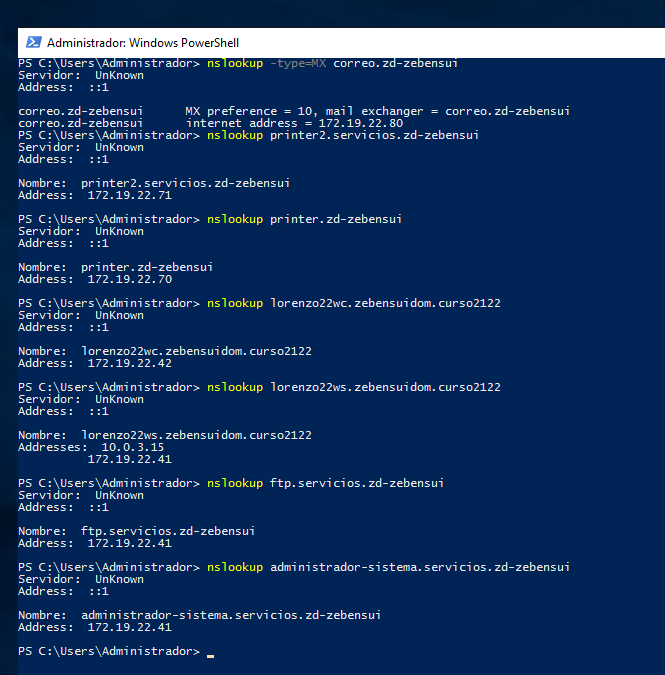 Administrador: Windows PowerShell
PS C:\Users\Administrador> nslookup -type=MX correo.zd-zebensui
Servidor:  UnKnown
Address:  ::1
correo.zd-zebensui      MX preference = 10, mail exchanger = correo.zd-zebensui
correo.zd-zebensui      internet address = 172.19.22.80
PS C:\Users\Administrador> nslookup printer2.servicios.zd-zebensui
Servidor:  UnKnown
Address:  ::1
Nombre:  printer2.servicios.zd-zebensui
Address:  172.19.22.71
PS C:\Users\Administrador> nslookup printer.zd-zebensui
Servidor:  UnKnown
Address:  ::1
Nombre:  printer.zd-zebensui
Address:  172.19.22.70
PS C:\Users\Administrador> nslookup lorenzo22wc.zebensuidom.curso2122
Servidor:  UnKnown
Address:  ::1
Nombre:  lorenzo22wc.zebensuidom.curso2122
Address:  172.19.22.42
PS C:\Users\Administrador> nslookup lorenzo22ws.zebensuidom.curso2122
Servidor:  UnKnown
Address:  ::1
Nombre:  lorenzo22ws.zebensuidom.curso2122
Addresses:  10.0.3.15
172.19.22.41
PS C:\Users\Administrador> nslookup ftp.servicios.zd-zebensui
Servidor:  UnKnown
Address:  ::1
Nombre:  ftp.servicios.zd-zebensui
Address:  172.19.22.41
PS C:\Users\Administrador> nslookup administrador-sistema.servicios.zd-zebensui
Servidor:  UnKnown
Address:  ::1
Nombre:  administrador-sistema.servicios.zd-zebensui
Address:  172.19.22.41
PS C:\Users\Administrador> _